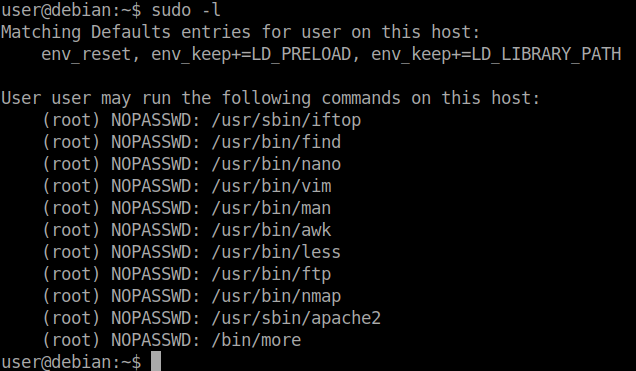 user@debian:~$ sudo -l
Matching Defaults entries for user on this host:
    env_reset, env_keep+=LD_PRELOAD, env_keep+=LD_LIBRARY_PATH

User user may run the following commands on this host:
    (root) NOPASSWD: /usr/sbin/iftop
    (root) NOPASSWD: /usr/bin/find
    (root) NOPASSWD: /usr/bin/nano
    (root) NOPASSWD: /usr/bin/vim
    (root) NOPASSWD: /usr/bin/man
    (root) NOPASSWD: /usr/bin/awk
    (root) NOPASSWD: /usr/bin/less
    (root) NOPASSWD: /usr/bin/ftp
    (root) NOPASSWD: /usr/bin/nmap
    (root) NOPASSWD: /usr/sbin/apache2
    (root) NOPASSWD: /bin/more
user@debian:~$